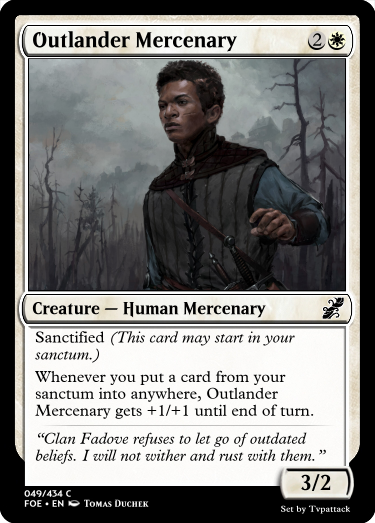 Outlander Mercenary 2
Creature — Human Mercenary
Sanctified (This card may start in your
sanctum.)
Whenever you put a card from your
sanctum into anywhere, Outlander
Mercenary gets +1/+1 until end of turn.
“Clan Fadove refuses to let go of outdated
beliefs. I will not wither and rust with them.”
3/2
049/434 C
FOE • EN Tomas Duchek
Set by Tvpattack